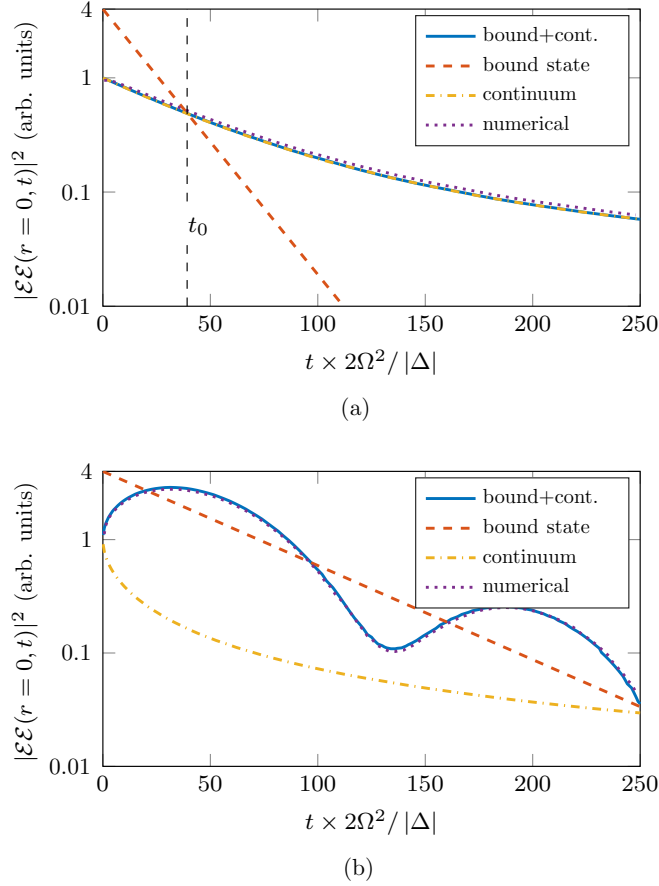 4
1
0.1
0.01
|ℰℰ(r = 0, t)|² (arb. units)
bound+cont.
bound state
continuum
numerical
t₀
0 50 100 150 200 250
t × 2Ω²/ |Δ|
(a)
4
1
0.1
0.01
|ℰℰ(r = 0, t)|² (arb. units)
bound+cont.
bound state
continuum
numerical
0 50 100 150 200 250
t × 2Ω²/ |Δ|
(b)